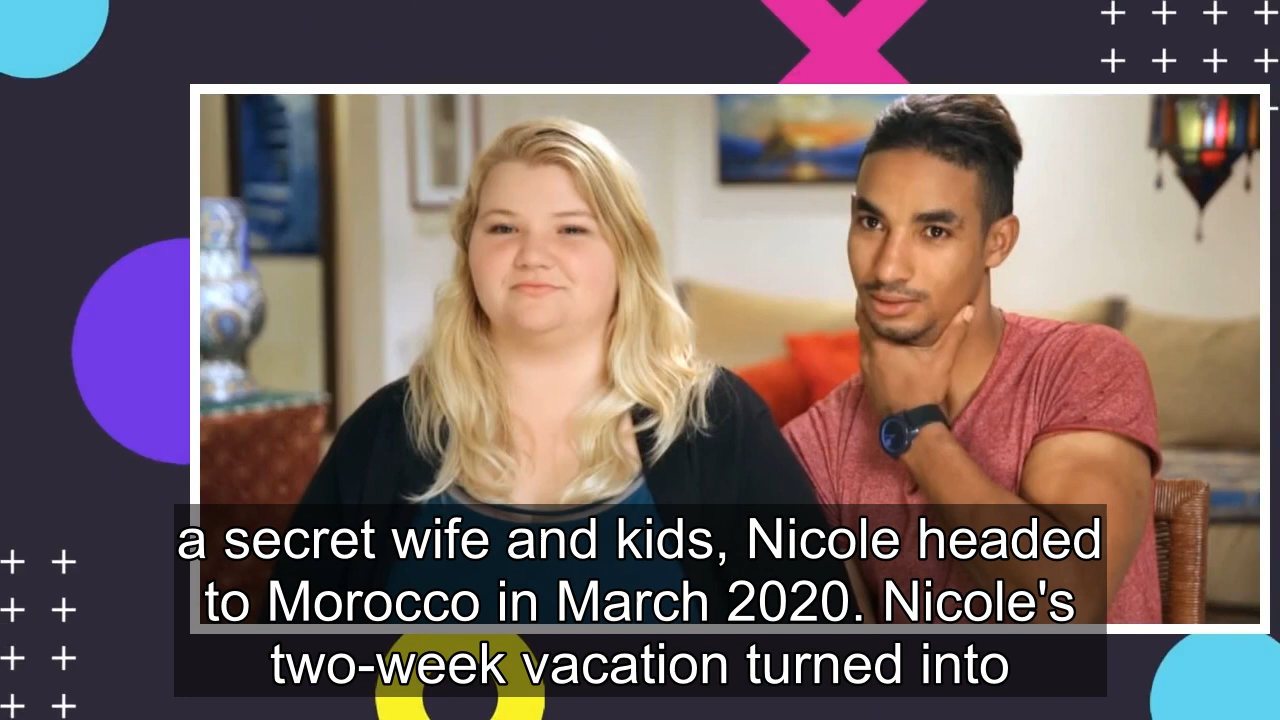 a secret wife and kids, Nicole headed
to Morocco in March 2020. Nicole's
two-week vacation turned into